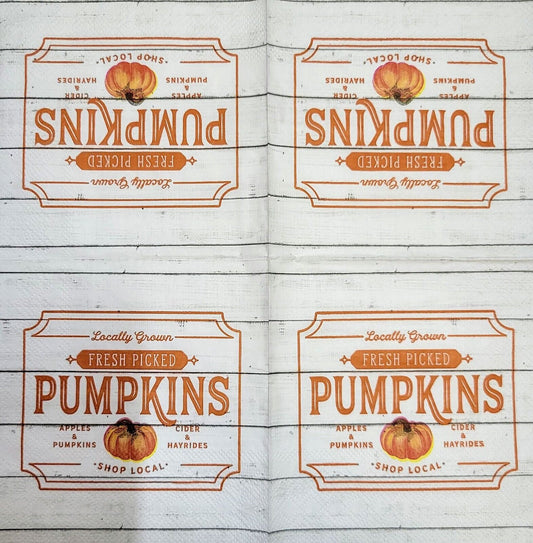 ·SHOP LOCAL·
APPLES & PUMPKINS
CIDER & HAYRIDES
PUMPKINS
FRESH PICKED
Locally Grown
·SHOP LOCAL·
APPLES & PUMPKINS
CIDER & HAYRIDES
PUMPKINS
FRESH PICKED
Locally Grown
Locally Grown
FRESH PICKED
PUMPKINS
APPLES & PUMPKINS
CIDER & HAYRIDES
·SHOP LOCAL·
Locally Grown
FRESH PICKED
PUMPKINS
APPLES & PUMPKINS
CIDER & HAYRIDES
·SHOP LOCAL·